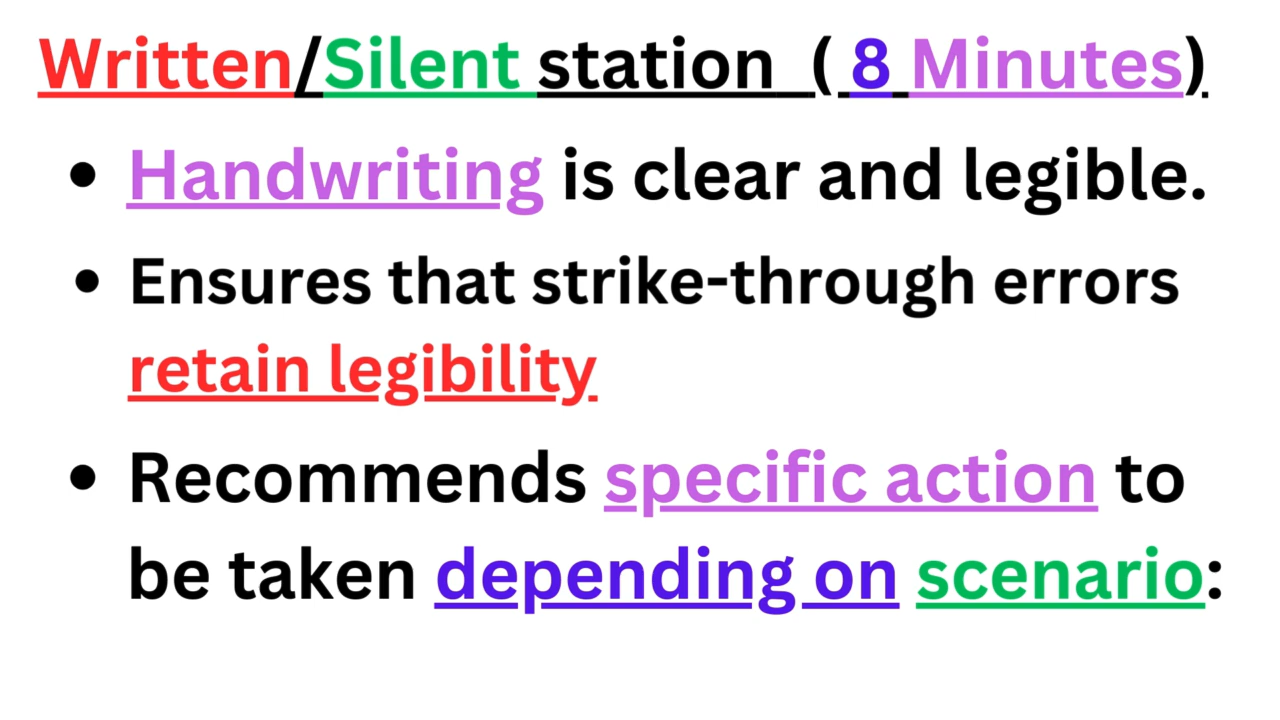 Written/Silent station ( 8 Minutes)
• Handwriting is clear and legible.
• Ensures that strike-through errors
retain legibility
• Recommends specific action to
be taken depending on scenario: